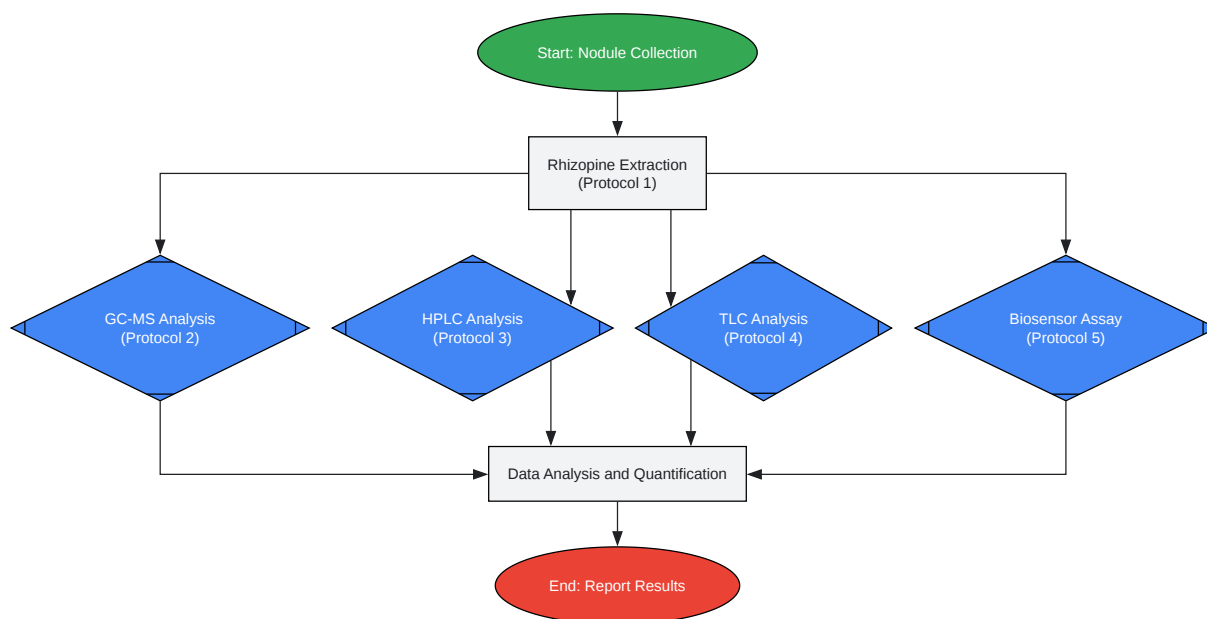 Start: Nodule Collection
Rhizopine Extraction
(Protocol 1)
GC-MS Analysis
(Protocol 2)
HPLC Analysis
(Protocol 3)
TLC Analysis
(Protocol 4)
Biosensor Assay
(Protocol 5)
Data Analysis and Quantification
End: Report Results